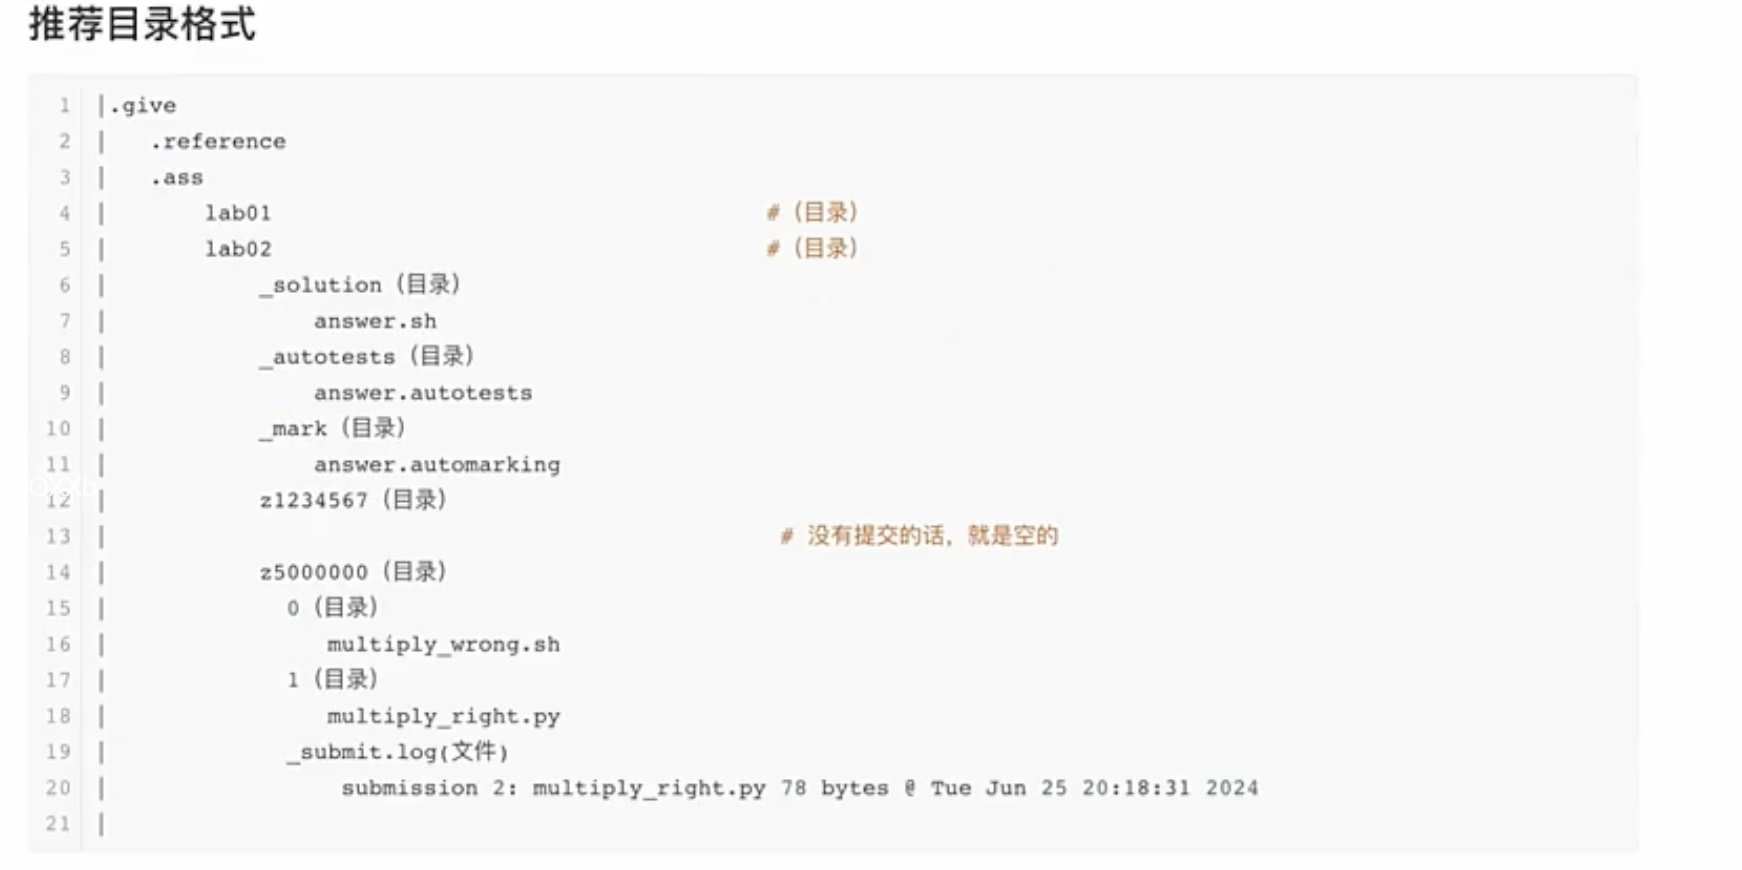 推荐目录格式
1 |.give
2 | .reference
3 | .ass
4 | lab01 # (目录)
5 | lab02 # (目录)
6 | _solution (目录)
7 | answer.sh
8 | _autotests (目录)
9 | answer.autotests
10 | _mark (目录)
11 | answer.automarking
12 | z1234567 (目录)
13 | # 没有提交的话，就是空的
14 | z5000000 (目录)
15 | 0 (目录)
16 | multiply_wrong.sh
17 | 1 (目录)
18 | multiply_right.py
19 | _submit.log(文件)
20 | submission 2: multiply_right.py 78 bytes @ Tue Jun 25 20:18:31 2024
21 |